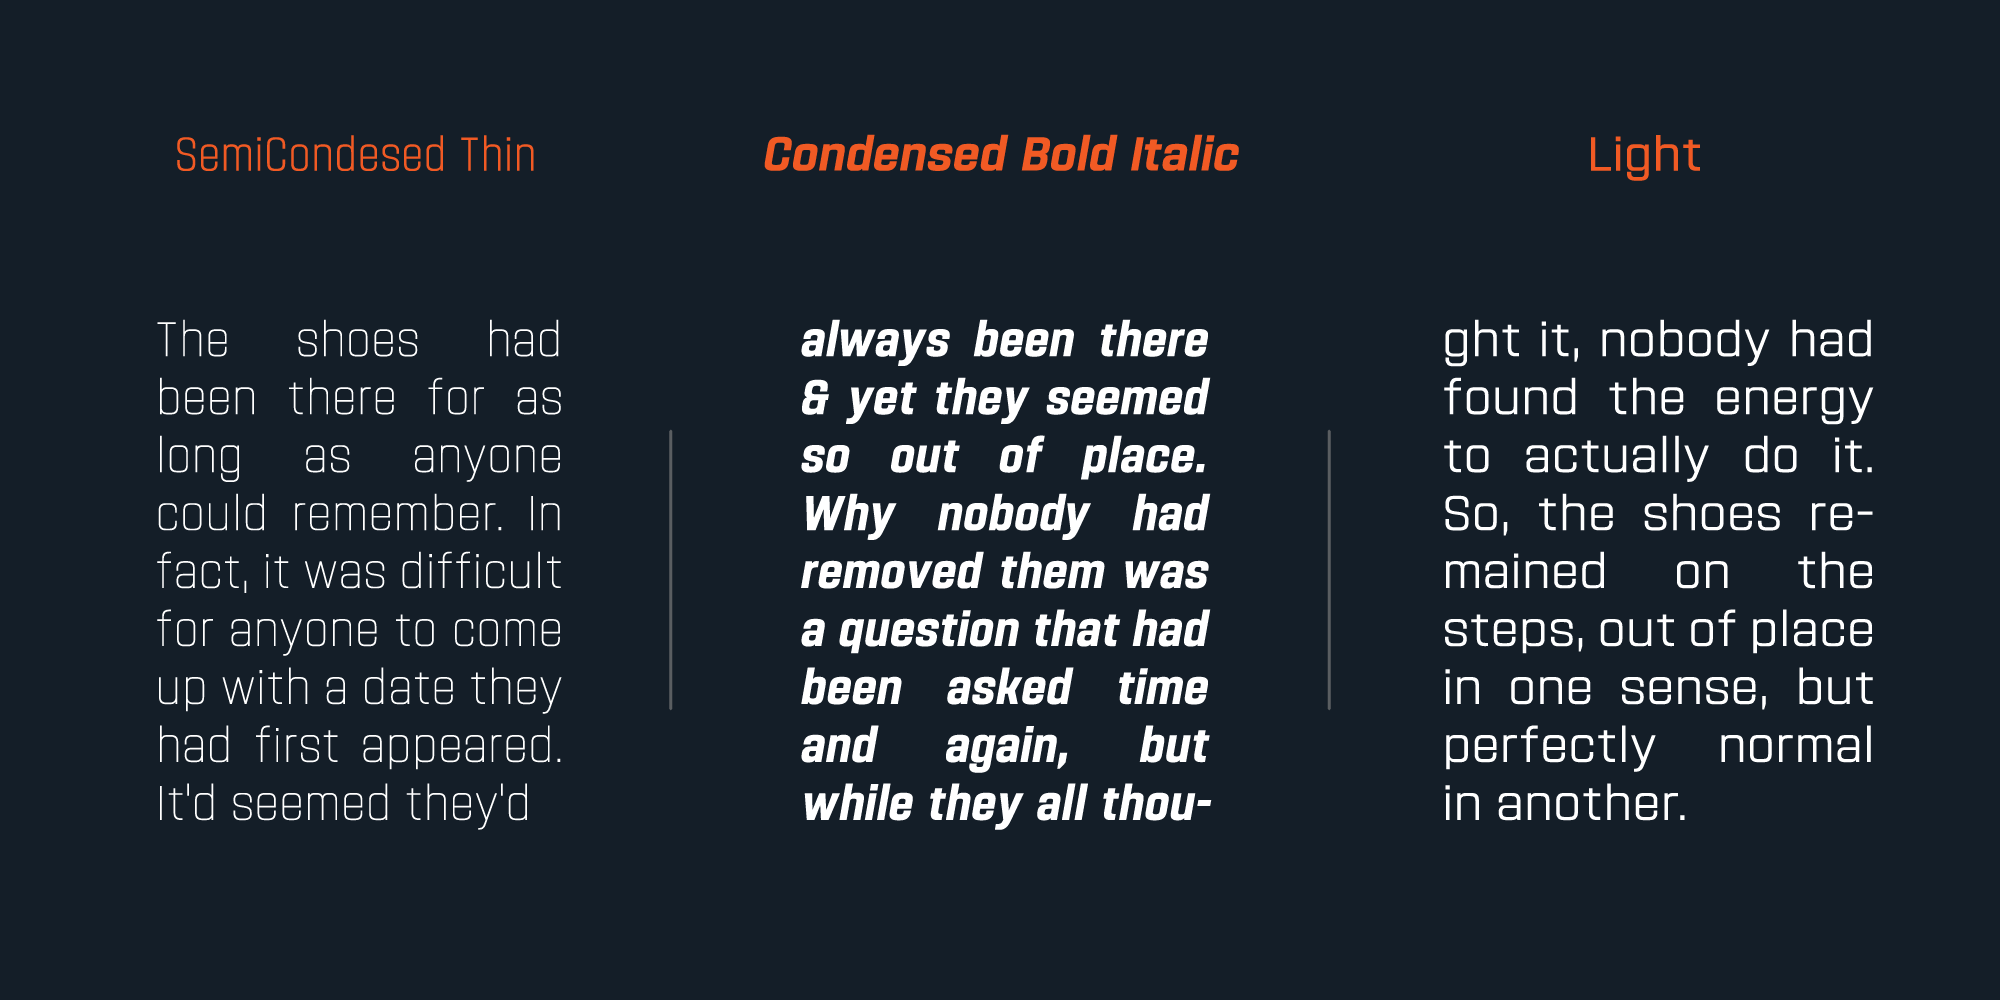 SemiCondesed Thin
The shoes had
been there for as
long as anyone
could remember. In
fact, it was difficult
for anyone to come
up with a date they
had first appeared.
It'd seemed they'd
Condensed Bold Italic
always been there
& yet they seemed
so out of place.
Why nobody had
removed them was
a question that had
been asked time
and again, but
while they all thou-
Light
ght it, nobody had
found the energy
to actually do it.
So, the shoes re-
mained on the
steps, out of place
in one sense, but
perfectly normal
in another.